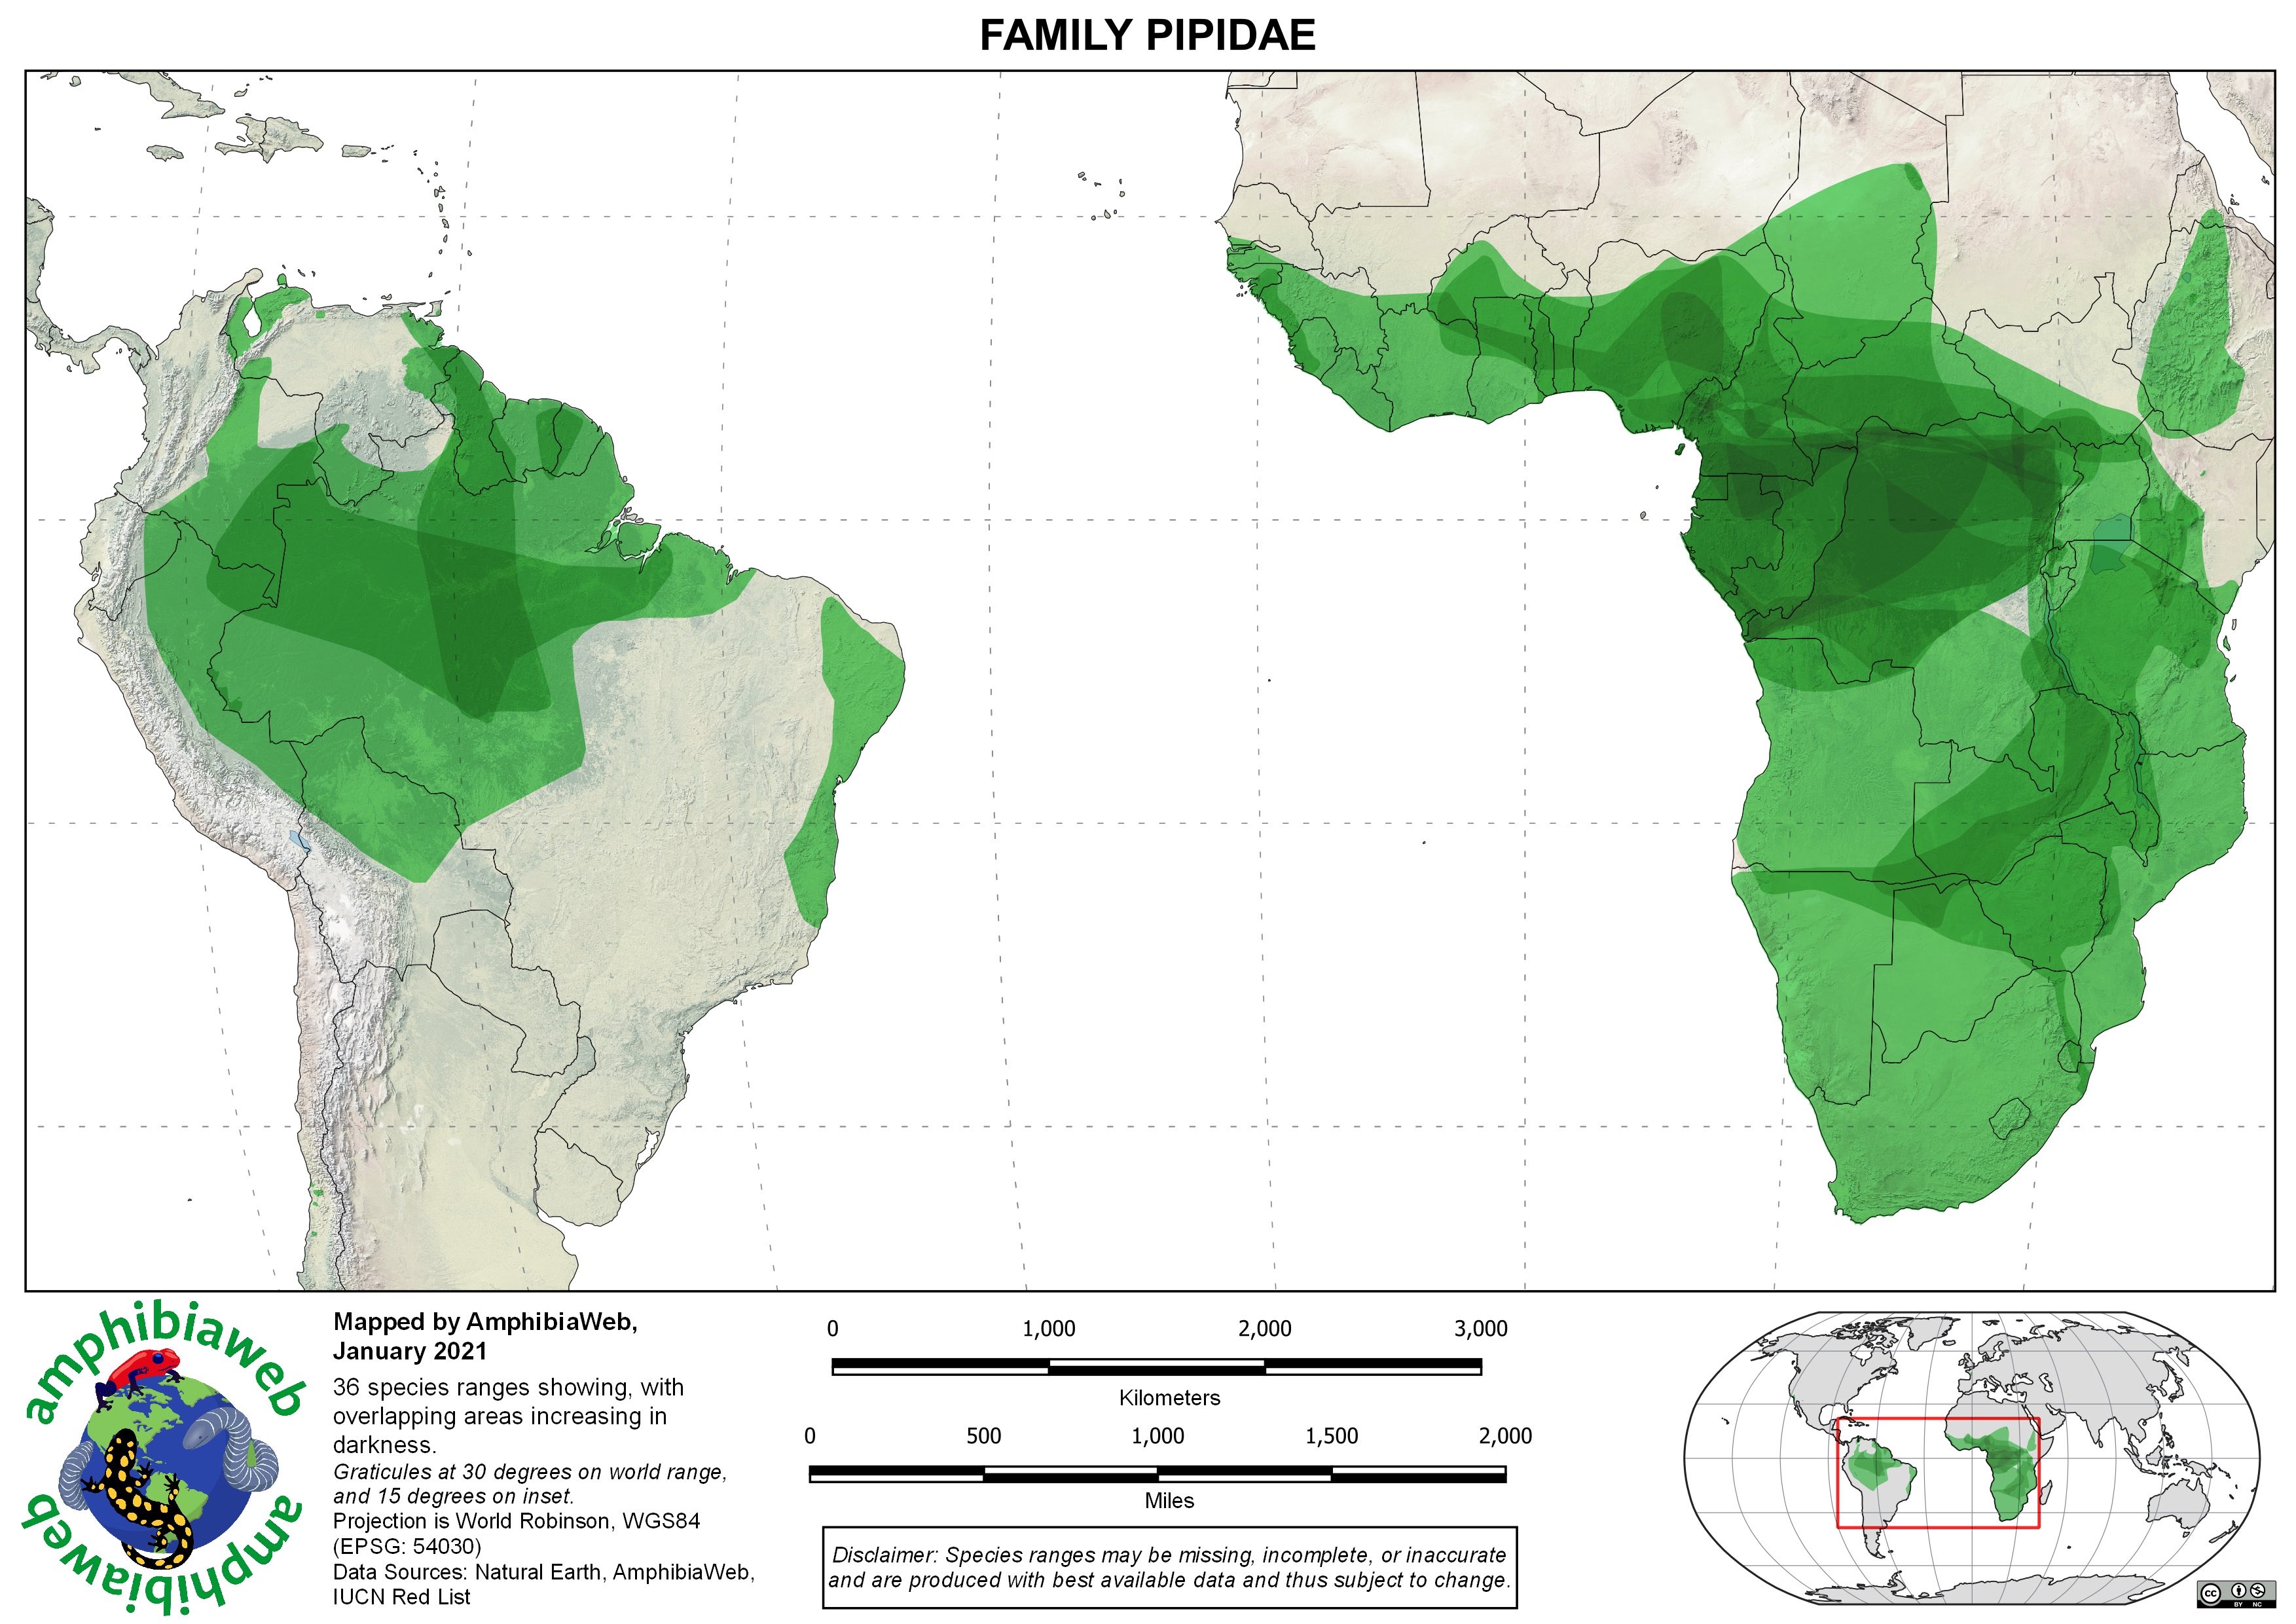 FAMILY PIPIDAE
amphibiaweb
amphibiaweb
Mapped by AmphibiaWeb,
January 2021
36 species ranges showing, with
overlapping areas increasing in
darkness.
Graticules at 30 degrees on world range,
and 15 degrees on inset.
Projection is World Robinson, WGS84
(EPSG: 54030)
Data Sources: Natural Earth, AmphibiaWeb,
IUCN Red List
0 1,000 2,000 3,000
Kilometers
0 500 1,000 1,500 2,000
Miles
Disclaimer: Species ranges may be missing, incomplete, or inaccurate
and are produced with best available data and thus subject to change.
cc
BY NC